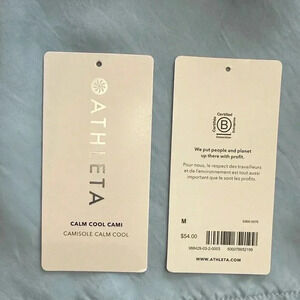 ATHLETA
CALM COOL CAMI
CAMISOLE CALM COOL
Certified
B
Corporation
We put people and planet
up there with profit.
Pour nous, le respect des travailleurs
et de l'environnement est tout aussi
important que le sont les profits.
M
$54.00
WWW.ATHLETA.COM